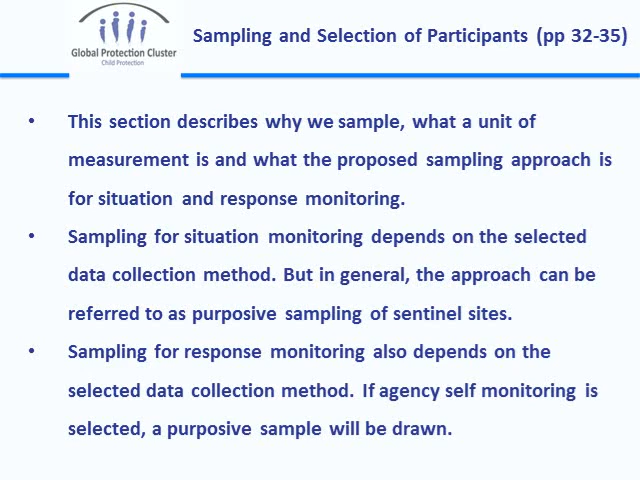 Sampling and Selection of Participants (pp 32-35)
Global Protection Cluster
Child Protection
• This section describes why we sample, what a unit of
measurement is and what the proposed sampling approach is
for situation and response monitoring.
• Sampling for situation monitoring depends on the selected
data collection method. But in general, the approach can be
referred to as purposive sampling of sentinel sites.
• Sampling for response monitoring also depends on the
selected data collection method. If agency self monitoring is
selected, a purposive sample will be drawn.